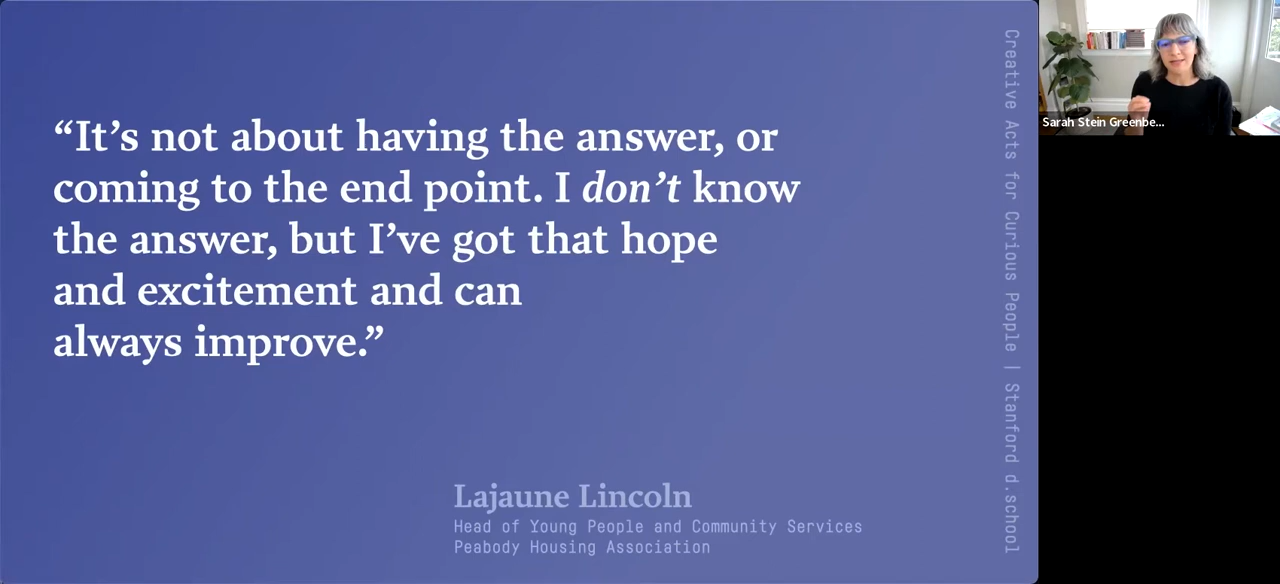 “It’s not about having the answer, or
coming to the end point. I don’t know
the answer, but I’ve got that hope
and excitement and can
always improve.”
Lajaune Lincoln
Head of Young People and Community Services
Peabody Housing Association
Creative Acts for Curious People | Stanford d.school
Sarah Stein Greenbe...